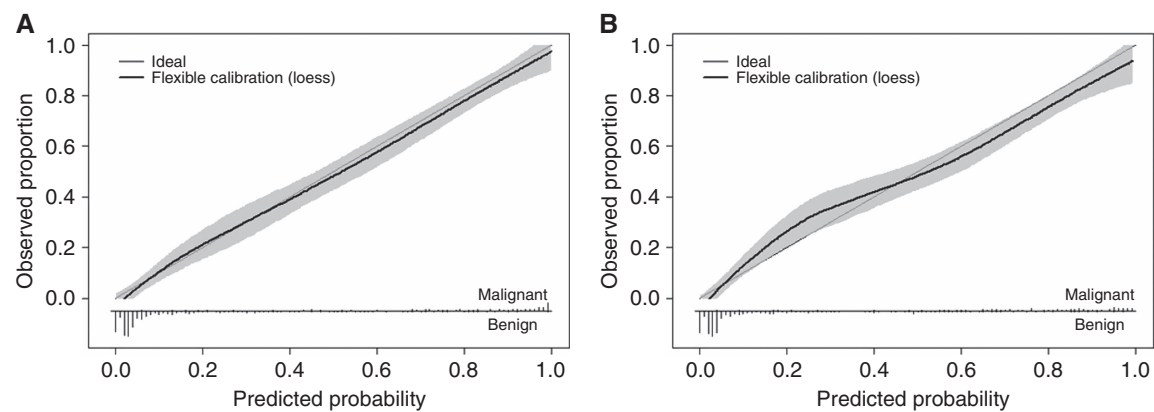 A
1.0
0.8
0.6
0.4
0.2
0.0
Observed proportion
Ideal
Flexible calibration (loess)
Malignant
Benign
0.0 0.2 0.4 0.6 0.8 1.0
Predicted probability
B
1.0
0.8
0.6
0.4
0.2
0.0
Observed proportion
Ideal
Flexible calibration (loess)
Malignant
Benign
0.0 0.2 0.4 0.6 0.8 1.0
Predicted probability